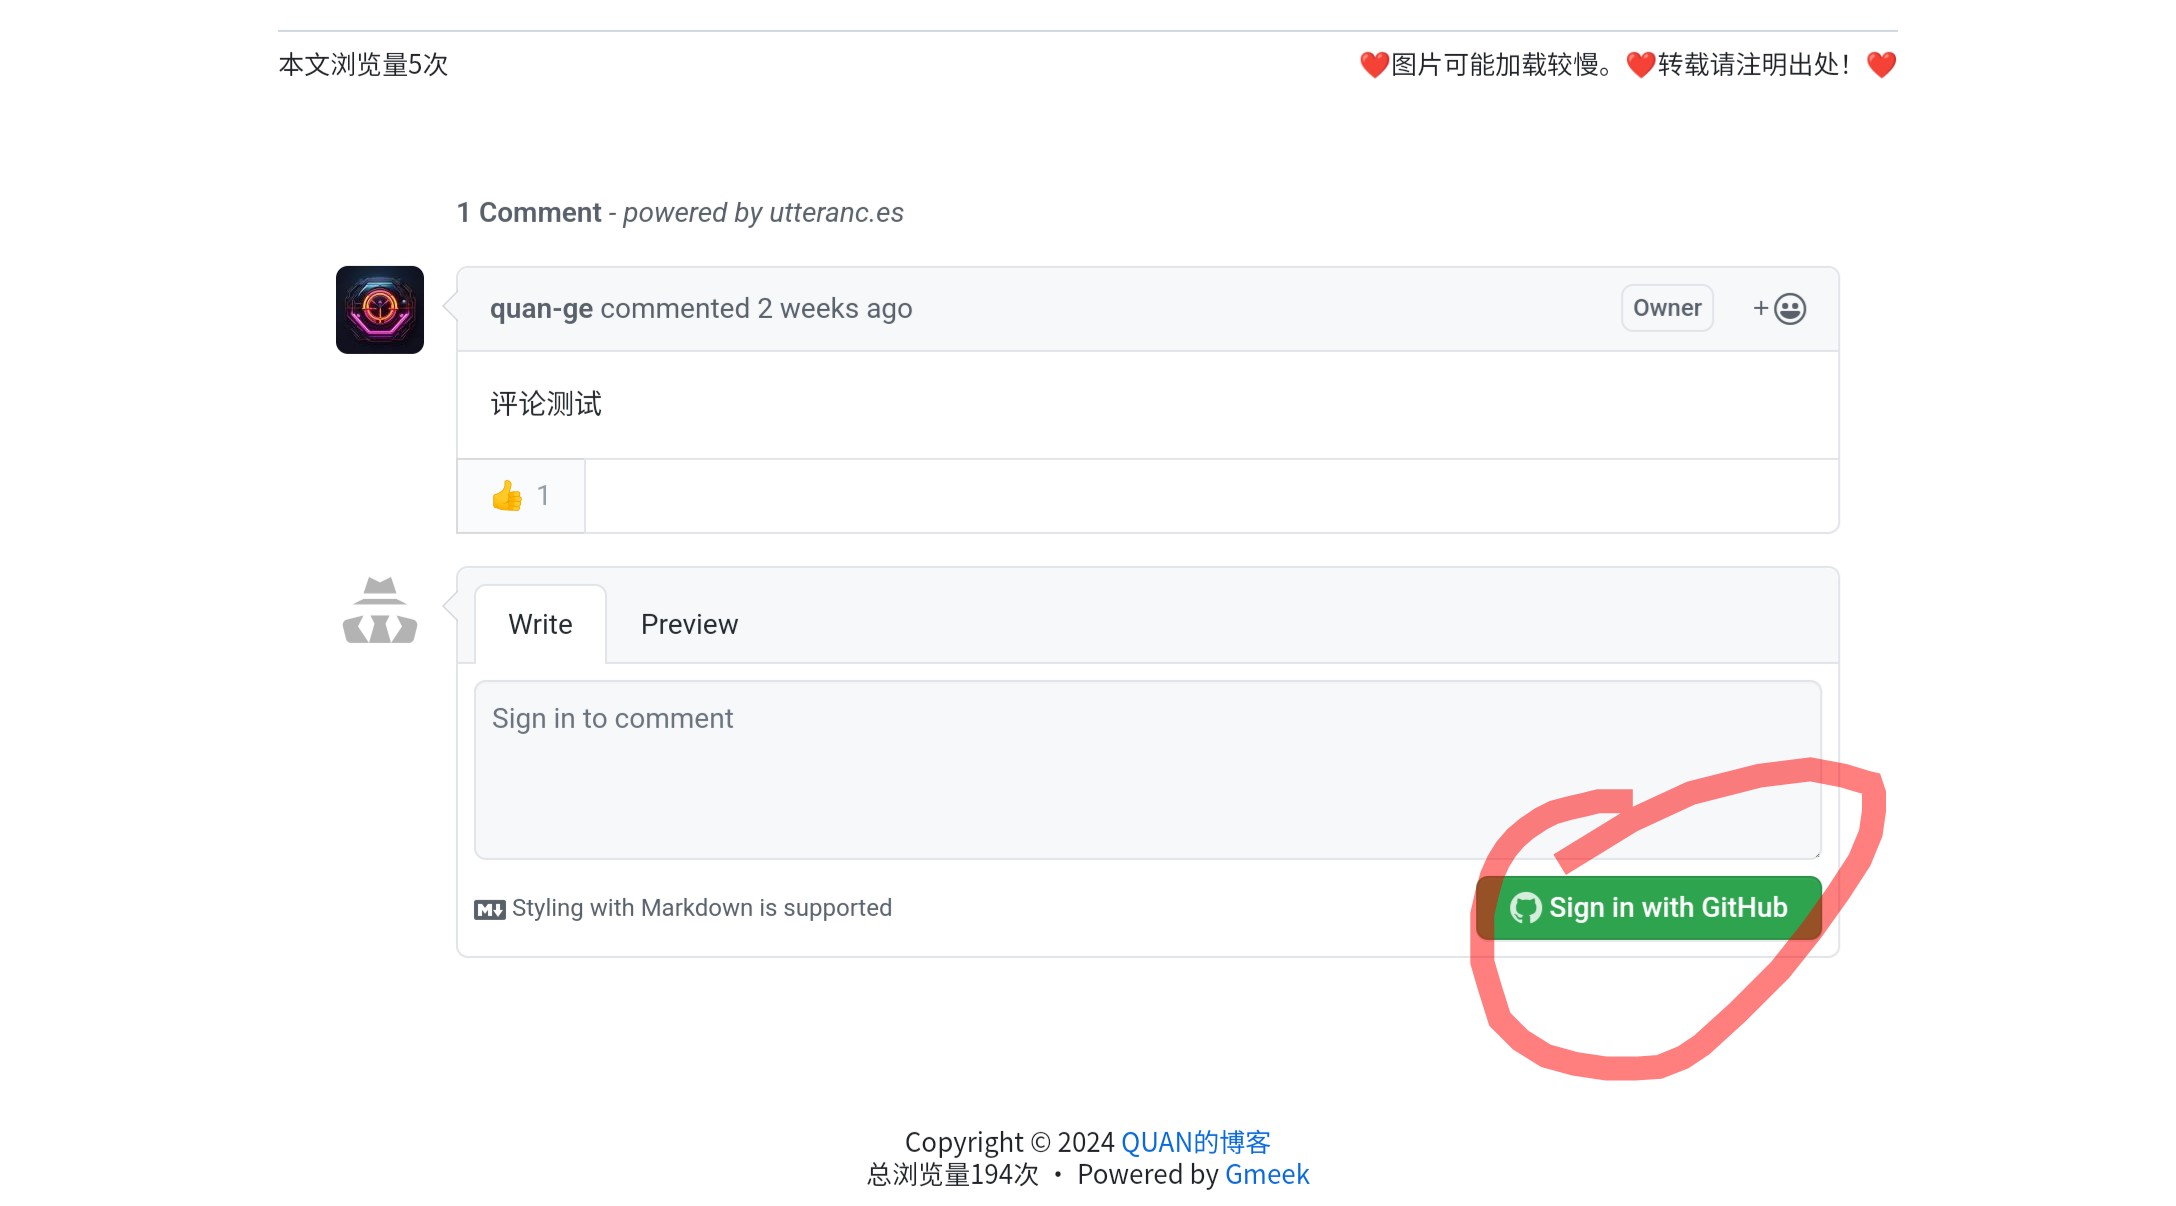 本文浏览量5次
❤️图片可能加载较慢。❤️转载请注明出处！❤️
1 Comment - powered by utteranc.es
quan-ge commented 2 weeks ago
Owner
+
评论测试
👍 1
Write
Preview
Sign in to comment
Styling with Markdown is supported
Sign in with GitHub
Copyright © 2024 QUAN的博客
总浏览量194次 • Powered by Gmeek